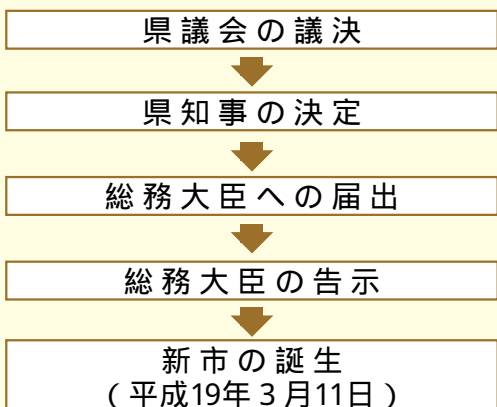 県議会の議決
県知事の決定
総務大臣への届出
総務大臣の告示
新市の誕生
(平成19年3月11日)